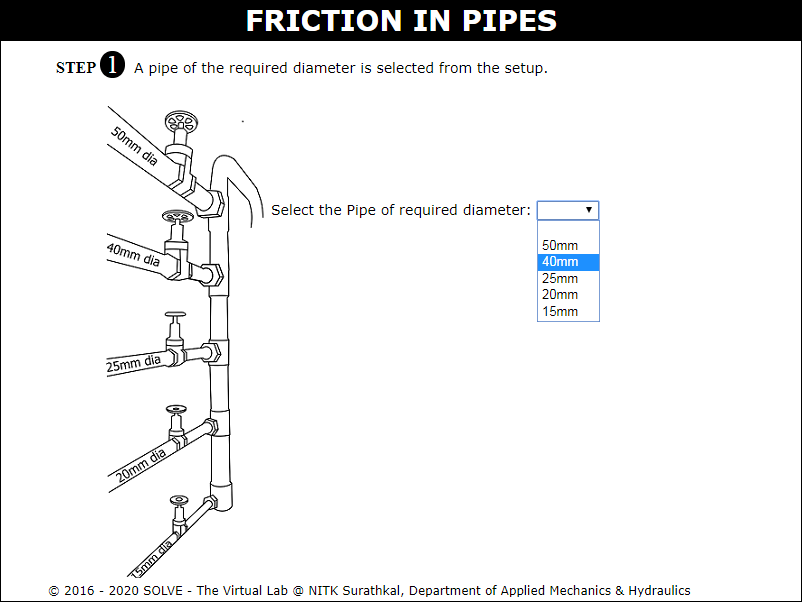 FRICTION IN PIPES
STEP 1 A pipe of the required diameter is selected from the setup.
50mm dia
Select the Pipe of required diameter:
50mm
40mm
25mm
20mm
15mm
40mm dia
25mm dia
20mm dia
15mm dia
© 2016 - 2020 SOLVE - The Virtual Lab @ NITK Surathkal, Department of Applied Mechanics & Hydraulics